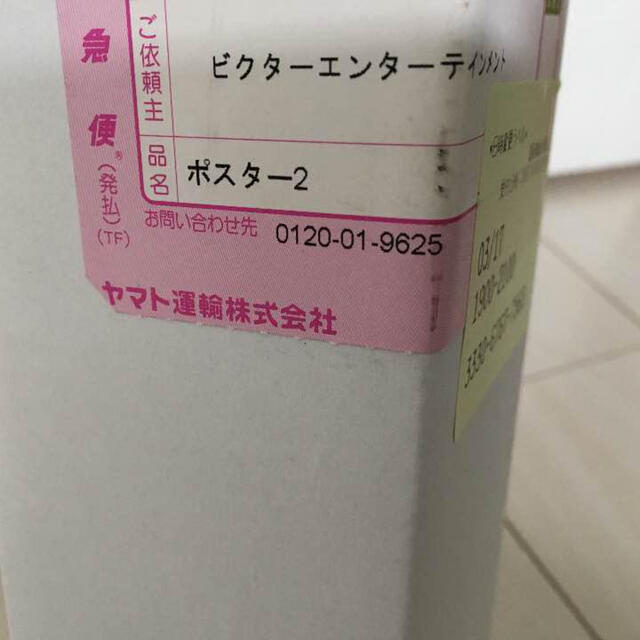 急便®(発払)(TF)
ご依頼主
ビクターエンターテインメント
品名
ポスター2
お問い合わせ先 0120-01-9625
ヤマト運輸株式会社
03/17
1900-2100